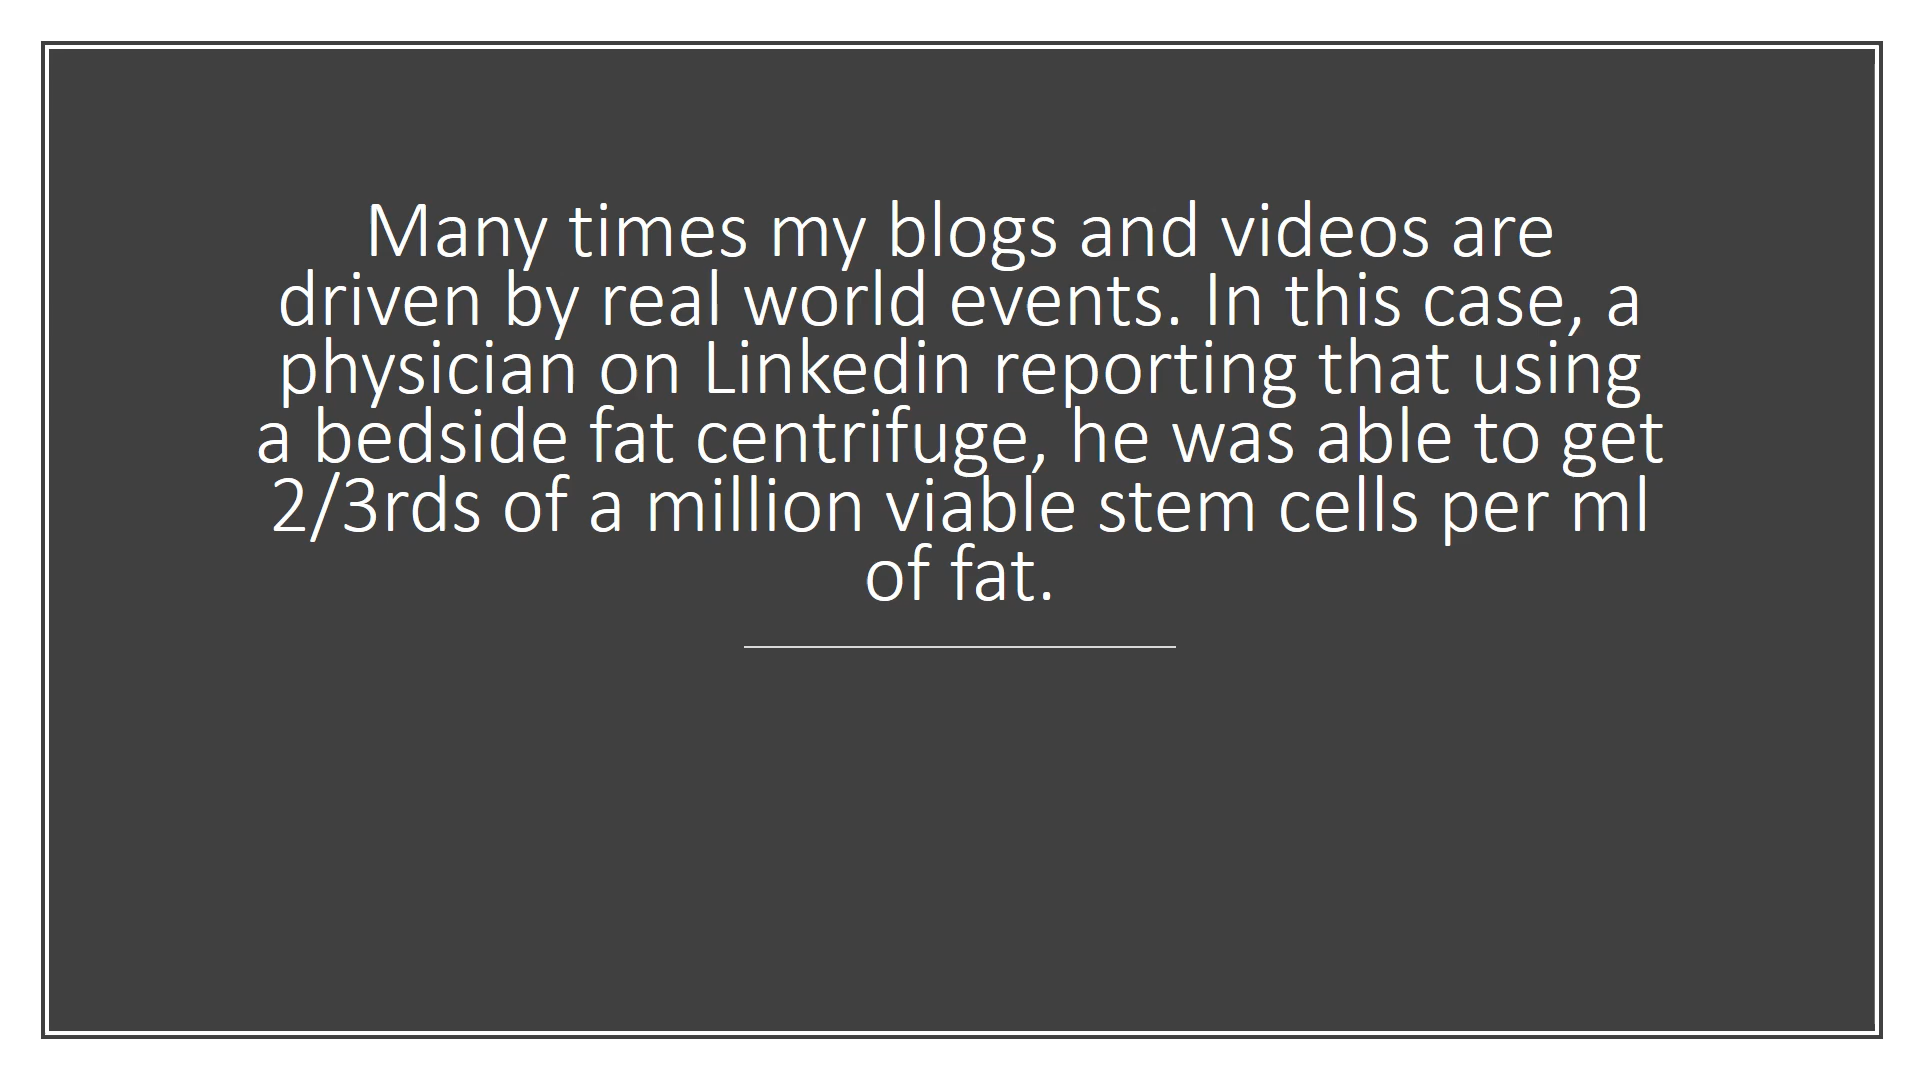 Many times my blogs and videos are
driven by real world events. In this case, a
physician on Linkedin reporting that using
a bedside fat centrifuge, he was able to get
2/3rds of a million viable stem cells per ml
of fat.